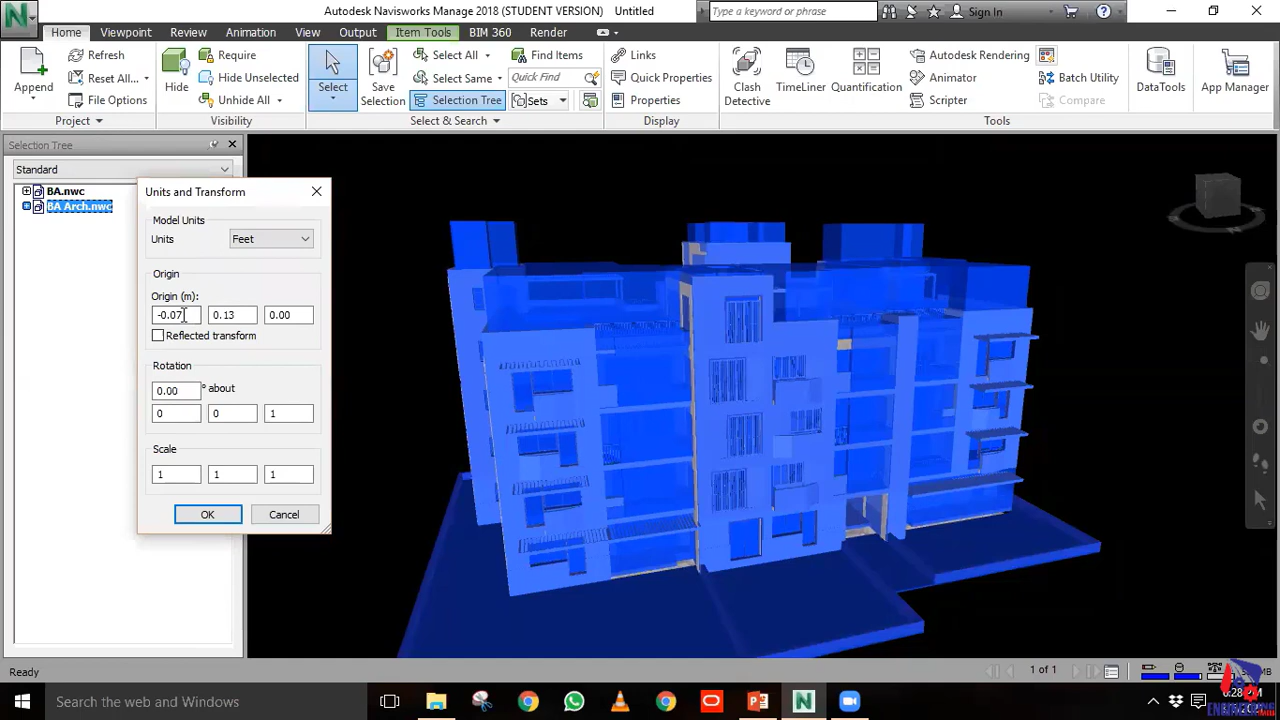 Autodesk Navisworks Manage 2018 (STUDENT VERSION) Untitled
Type a keyword or phrase
Sign In
Home Viewpoint Review Animation View Output Item Tools BIM 360 Render
Append
Refresh
Reset All...
File Options
Project
Hide
Require
Hide Unselected
Unhide All
Visibility
Select
Save Selection
Select All
Select Same
Selection Tree
Find Items
Quick Find
Sets
Select & Search
Links
Quick Properties
Properties
Display
Clash Detective
TimeLiner
Quantification
Autodesk Rendering
Animator
Scripter
Batch Utility
Compare
Tools
DataTools
App Manager
Selection Tree
Standard
BA.nwc
BA Arch.nwc
Units and Transform
Model Units
Units Feet
Origin
Origin (m):
-0.07 0.13 0.00
Reflected transform
Rotation
0.00 ° about
0 0 1
Scale
1 1 1
OK Cancel
Ready
1 of 1
Search the web and Windows
ENGINEERING